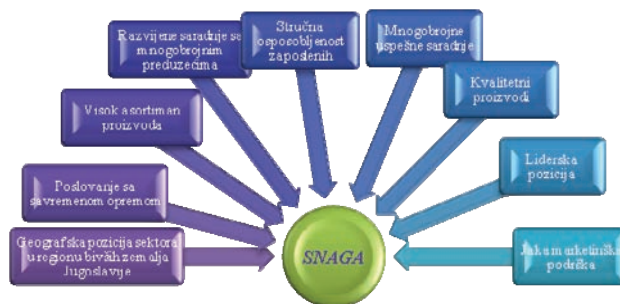 Razvijene saradnje sa
mnogobrojnim
preduzećima
Stručna
osposobljenost
zaposlenih
Mnogobrojne
uspešne saradnje
Visok asortiman
proizvoda
Kvalitetni
proizvodi
Poslovanje sa
savremenom opremom
Liderska
pozicija
Geografska pozicija sektora
u regionu bivših zemalja
Jugoslavije
SNAGA
Jaka marketinška
podrška